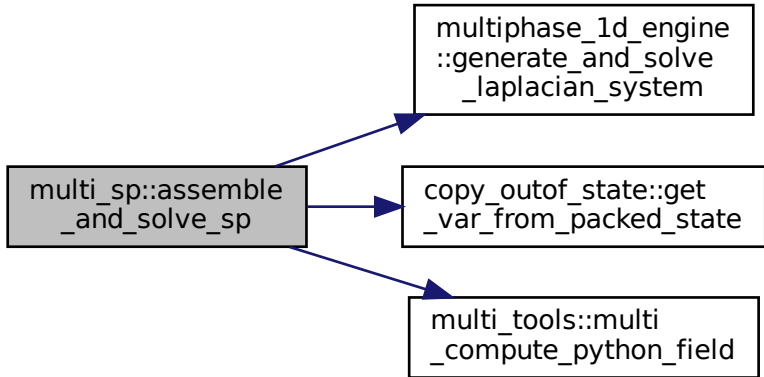 multiphase_1d_engine
::generate_and_solve
_laplacian_system
multi_sp::assemble
_and_solve_sp
copy_outof_state::get
_var_from_packed_state
multi_tools::multi
_compute_python_field